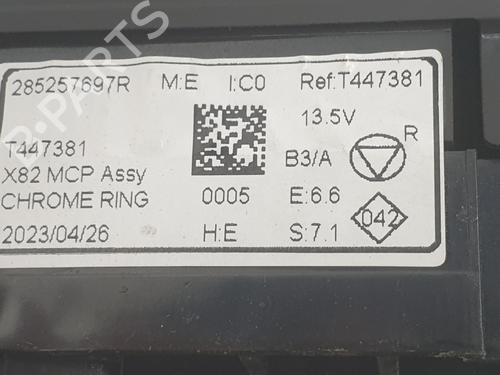 285257697R M:E I:C0 Ref:T447381
13.5V
T447381
X82 MCP Assy B3/A R
CHROME RING 0005 E:6.6 042
2023/04/26 H:E S:7.1
B-PARTS